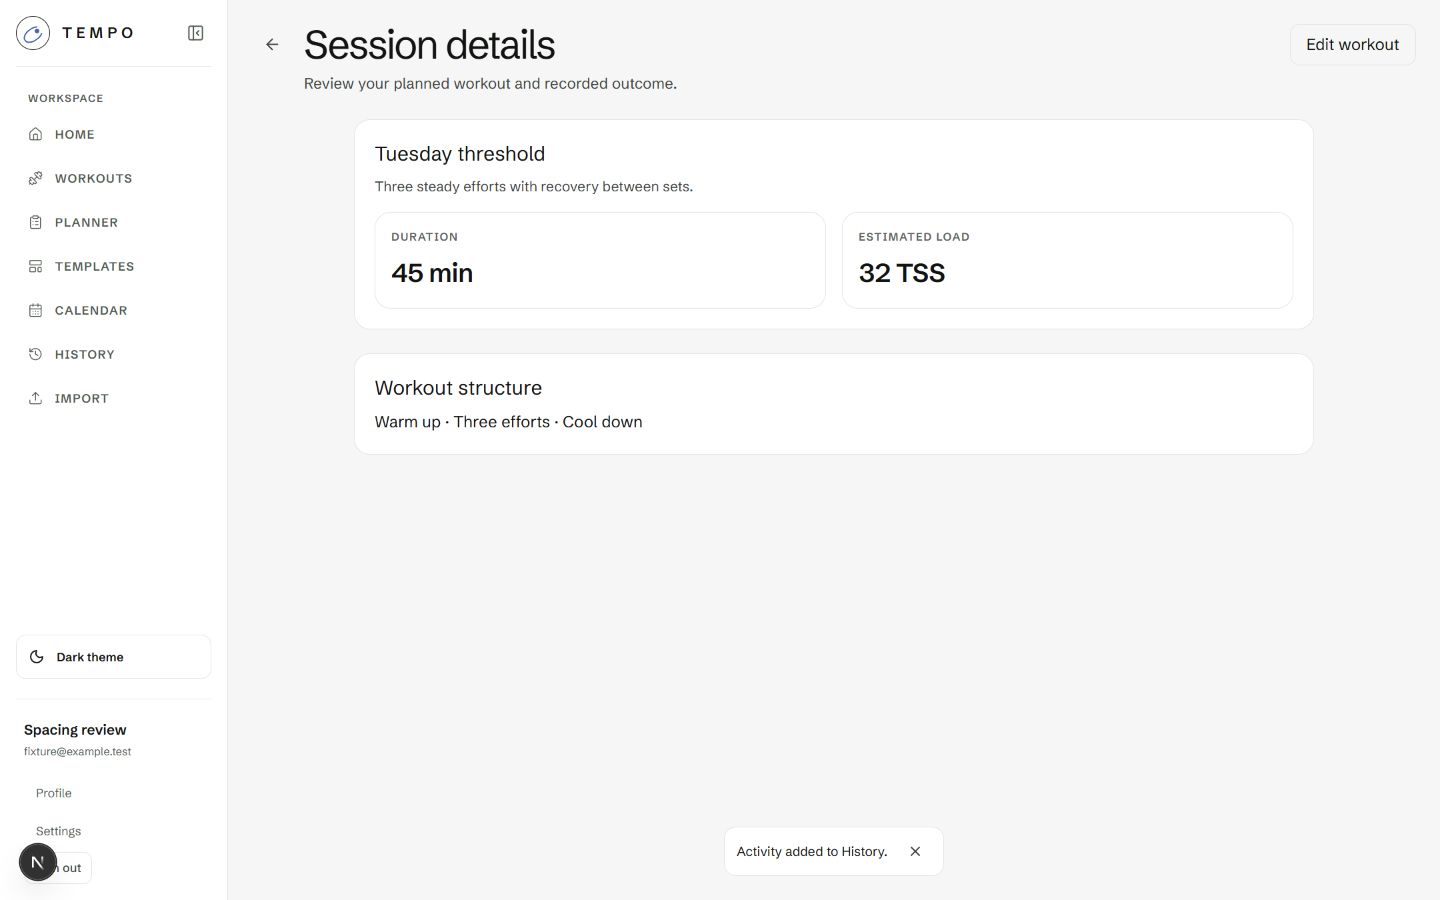 TEMPO
WORKSPACE
HOME
WORKOUTS
PLANNER
TEMPLATES
CALENDAR
HISTORY
IMPORT
Dark theme
Spacing review
fixture@example.test
Profile
Settings
N
out
Session details
Review your planned workout and recorded outcome.
Edit workout
Tuesday threshold
Three steady efforts with recovery between sets.
DURATION
45 min
ESTIMATED LOAD
32 TSS
Workout structure
Warm up · Three efforts · Cool down
Activity added to History.